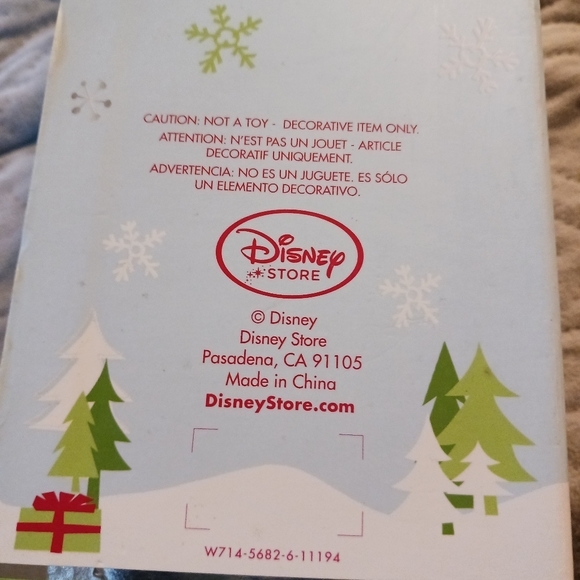 CAUTION: NOT A TOY - DECORATIVE ITEM ONLY.
ATTENTION: N'EST PAS UN JOUET - ARTICLE
DECORATIF UNIQUEMENT.
ADVERTENCIA: NO ES UN JUGUETE. ES SÓLO
UN ELEMENTO DECORATIVO.
Disney
STORE
© Disney
Disney Store
Pasadena, CA 91105
Made in China
DisneyStore.com
W714-5682-6-11194